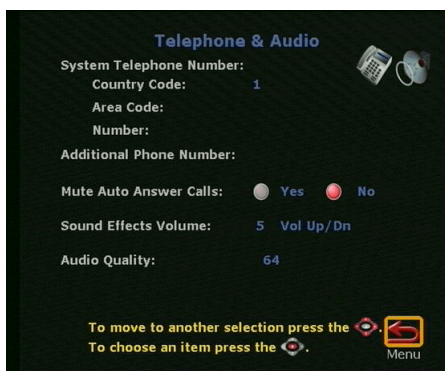 Telephone & Audio
System Telephone Number:
Country Code: 1
Area Code:
Number:
Additional Phone Number:
Mute Auto Answer Calls: Yes No
Sound Effects Volume: 5 Vol Up/Dn
Audio Quality: 64
To move to another selection press the .
To choose an item press the .
Menu